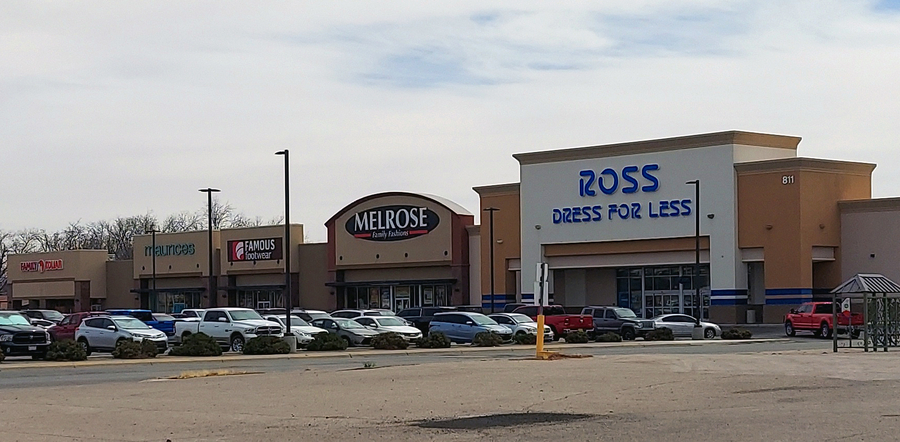 FAMILY DOLLAR
maurices
FAMOUS
footwear
MELROSE
Family Fashions
ROSS
DRESS FOR LESS
811